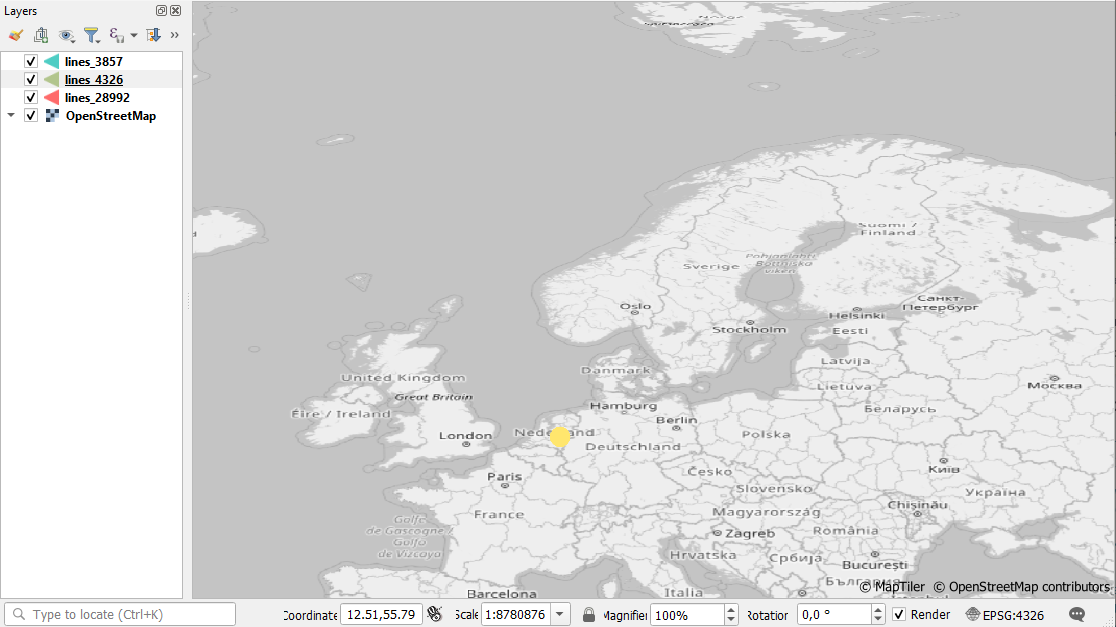 Layers
lines_3857
lines_4326
lines_28992
OpenStreetMap
Suomi /
Finland
Pohjanlahti
Bottniska
viken
Sverige
Санкт-
Петербург
Oslo
Helsinki
Stockholm
Eesti
Latvija
Danmark
United Kingdom
Lietuva
Москва
Great Britain
Hamburg
Беларусь
Éire / Ireland
Berlin
Nederland
London
Polska
Deutschland
Paris
Česko
Київ
Slovensko
Україна
France
Magyarország
Chișinău
Golfe
de Gascogne
Golfo
de Vizcaya
Zagreb
România
Hrvatska
Србија
București
България
Barcelona
Italia
© MapTiler © OpenStreetMap contributors
Type to locate (Ctrl+K) Coordinate 12.51,55.79 Scale 1:8780876 Magnifier 100% Rotation 0,0 ° Render EPSG:4326